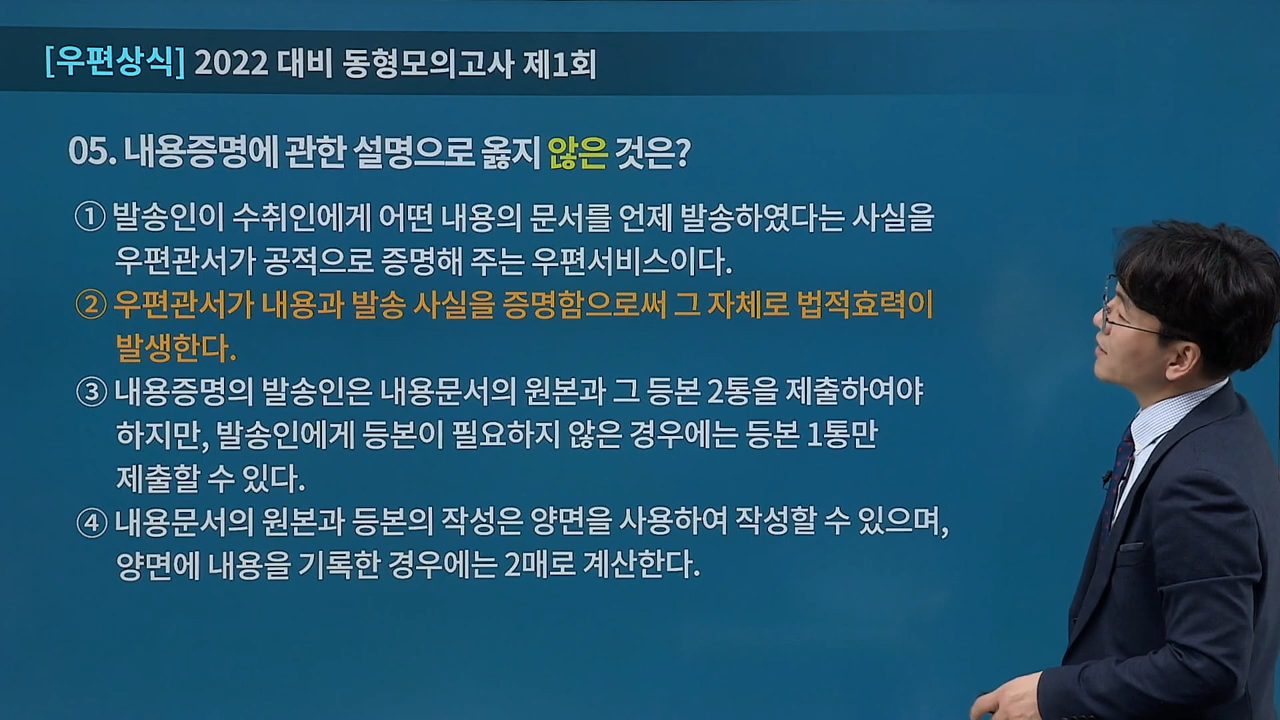 [우편상식] 2022 대비 동형모의고사 제1회
05. 내용증명에 관한 설명으로 옳지 않은 것은?
① 발송인이 수취인에게 어떤 내용의 문서를 언제 발송하였다는 사실을
우편관서가 공적으로 증명해 주는 우편서비스이다.
② 우편관서가 내용과 발송 사실을 증명함으로써 그 자체로 법적효력이
발생한다.
③ 내용증명의 발송인은 내용문서의 원본과 그 등본 2통을 제출하여야
하지만, 발송인에게 등본이 필요하지 않은 경우에는 등본 1통만
제출할 수 있다.
④ 내용문서의 원본과 등본의 작성은 양면을 사용하여 작성할 수 있으며,
양면에 내용을 기록한 경우에는 2매로 계산한다.